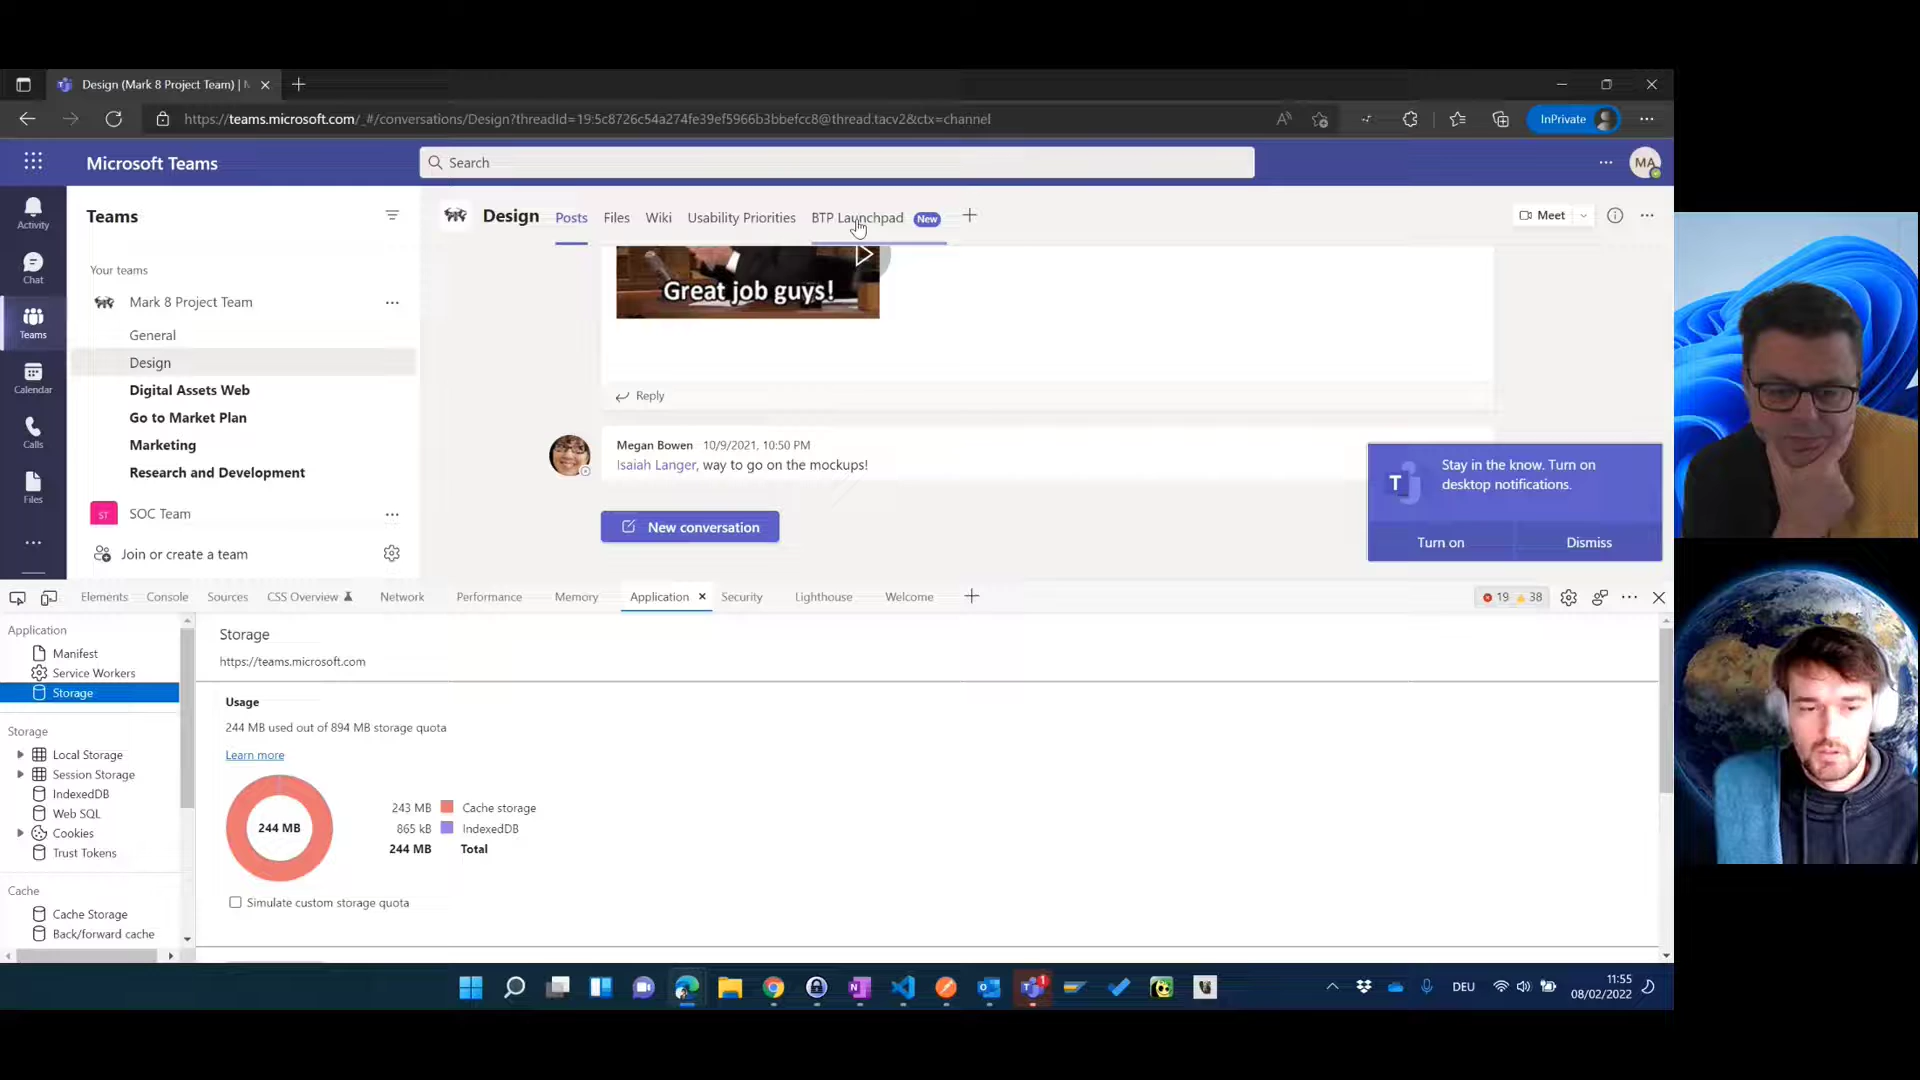 Design (Mark 8 Project Team) | M
https://teams.microsoft.com/_#/conversations/Design?threadId=19:5c8726c54a274fe39ef5966b3bbefcc8@thread.tacv2&ctx=channel
InPrivate
Microsoft Teams
Search
MA
Activity
Chat
Teams
Calendar
Calls
Files
Teams
Your teams
Mark 8 Project Team
General
Design
Digital Assets Web
Go to Market Plan
Marketing
Research and Development
ST
SOC Team
Join or create a team
Design
Posts
Files
Wiki
Usability Priorities
BTP Launchpad
New
Meet
Great job guys!
Reply
Megan Bowen 10/9/2021, 10:50 PM
Isaiah Langer, way to go on the mockups!
New conversation
T
Stay in the know. Turn on
desktop notifications.
Turn on
Dismiss
Elements
Console
Sources
CSS Overview
Network
Performance
Memory
Application
Security
Lighthouse
Welcome
19
38
Application
Manifest
Service Workers
Storage
Storage
Local Storage
Session Storage
IndexedDB
Web SQL
Cookies
Trust Tokens
Cache
Cache Storage
Back/forward cache
Storage
https://teams.microsoft.com
Usage
244 MB used out of 894 MB storage quota
Learn more
244 MB
243 MB Cache storage
865 kB IndexedDB
244 MB Total
Simulate custom storage quota
1
DEU
11:55
08/02/2022